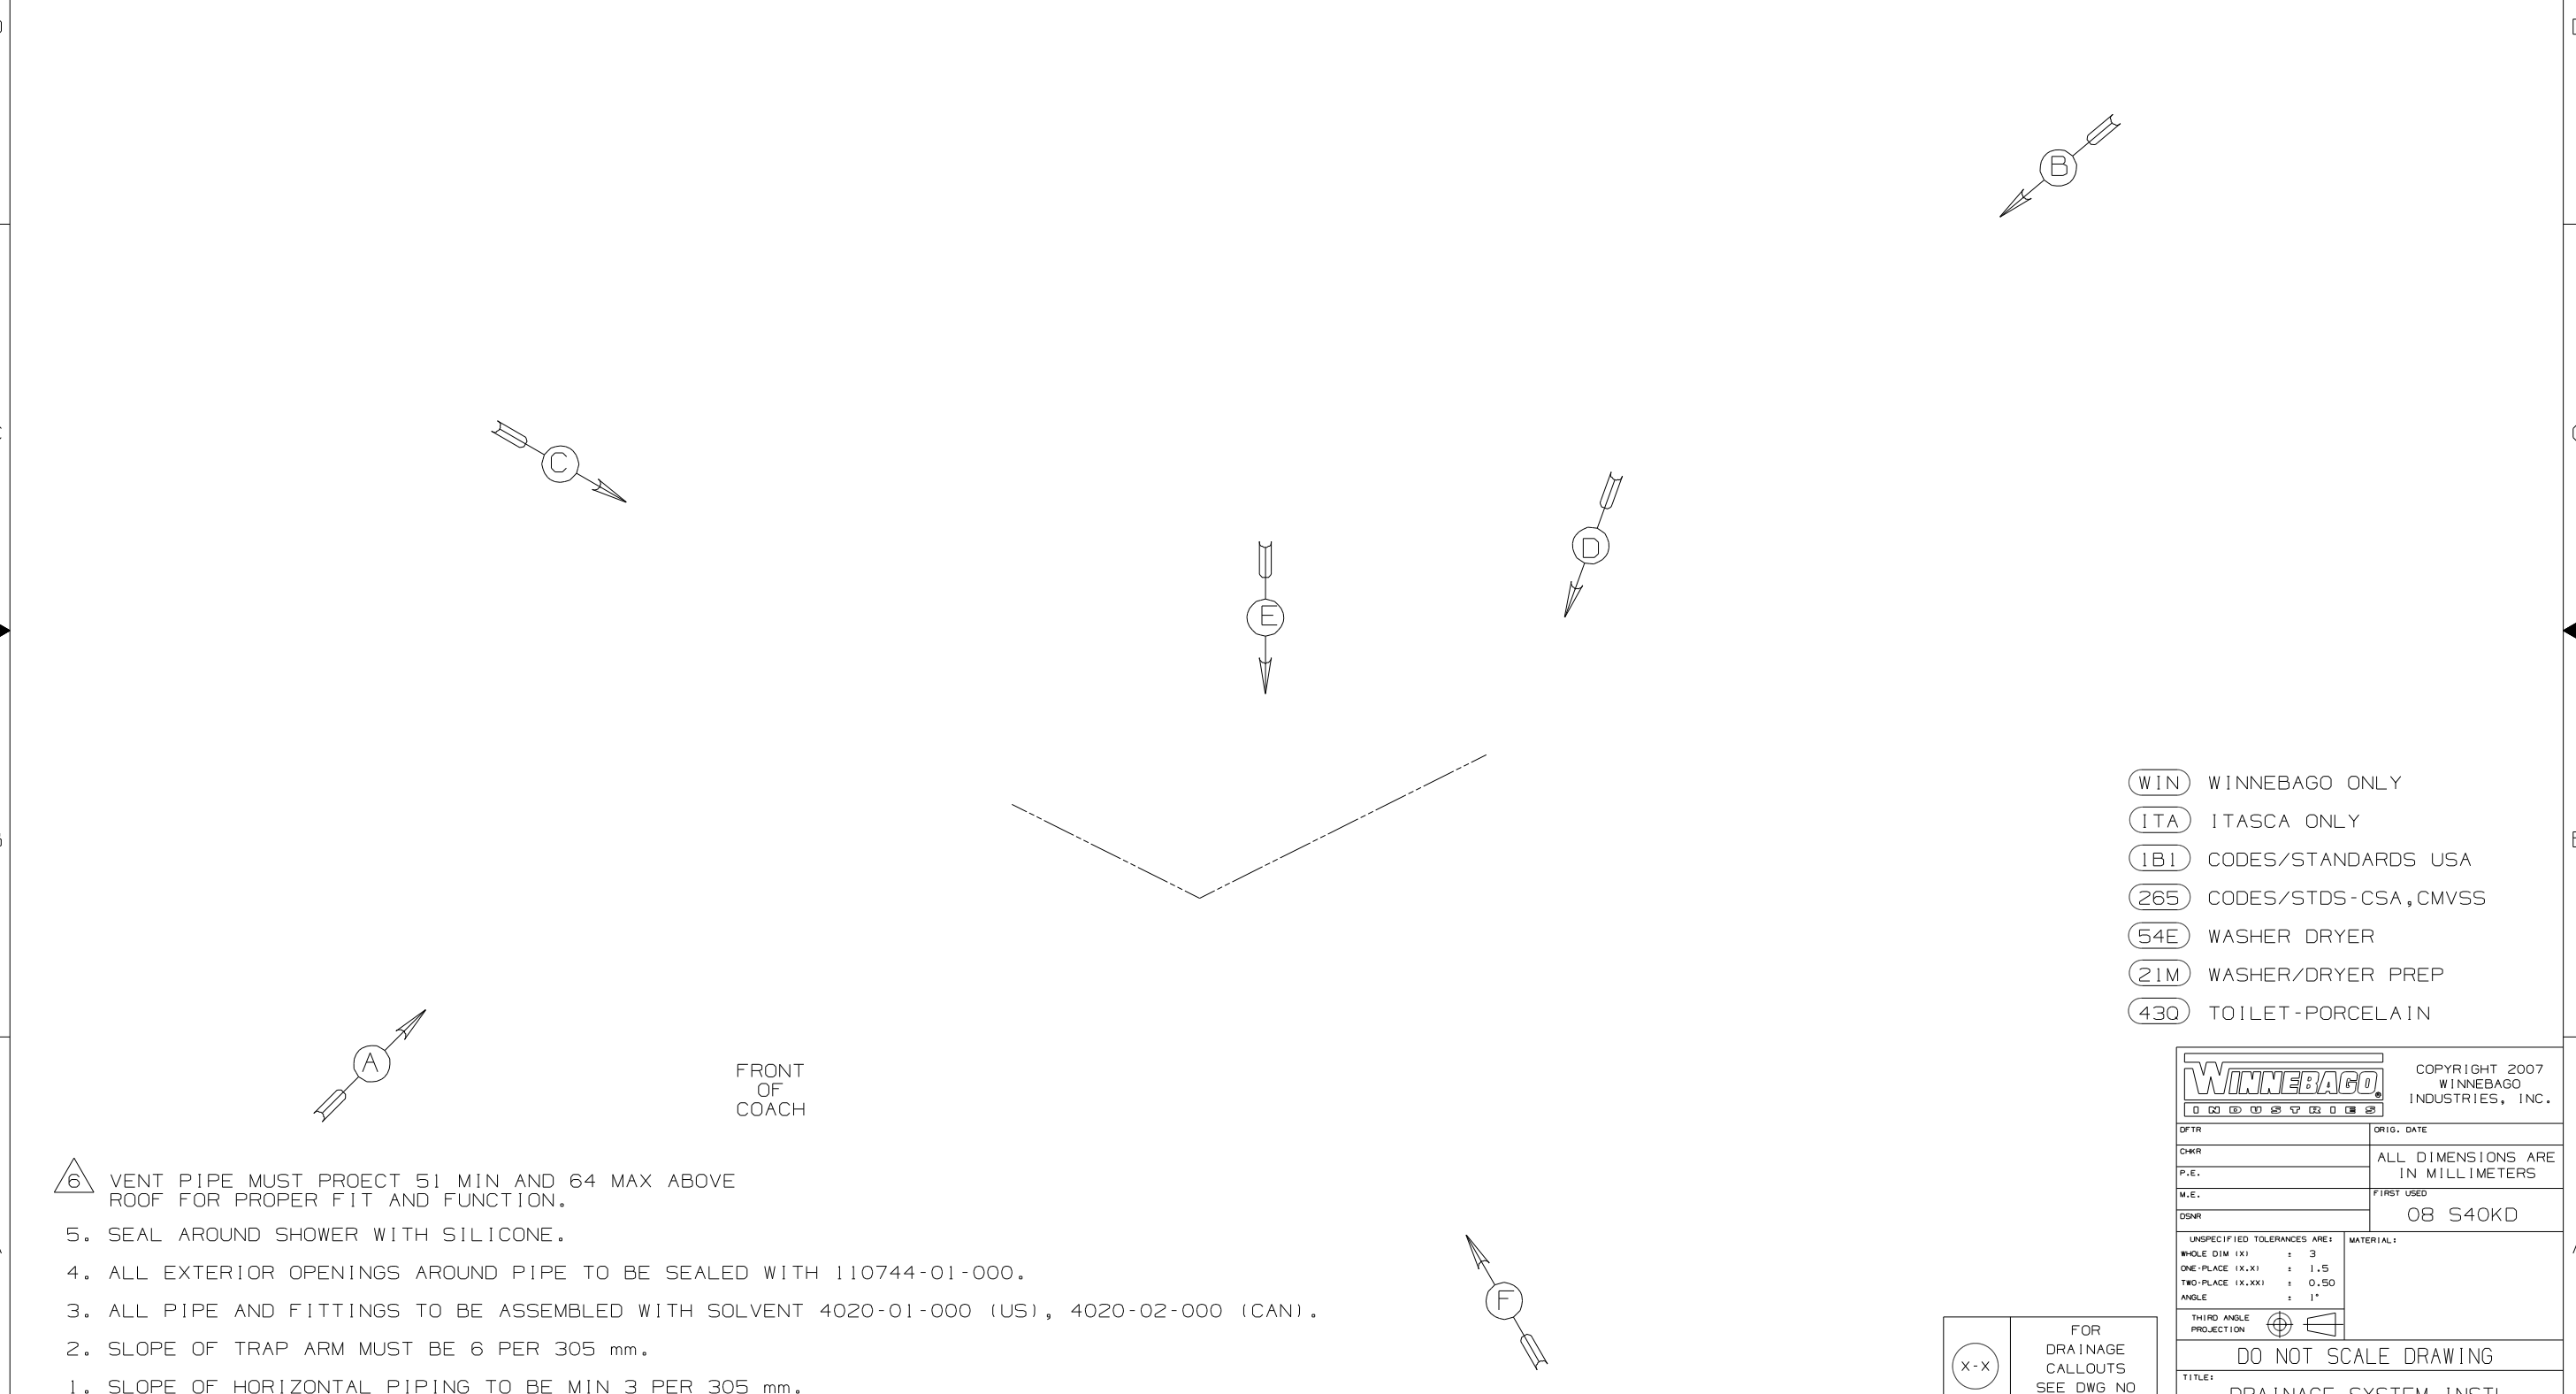 B
C
D
E
WIN WINNEBAGO ONLY
ITA ITASCA ONLY
1B1 CODES/STANDARDS USA
265 CODES/STDS-CSA,CMVSS
54E WASHER DRYER
21M WASHER/DRYER PREP
43Q TOILET-PORCELAIN
A
FRONT
OF
COACH
6 VENT PIPE MUST PROECT 51 MIN AND 64 MAX ABOVE
ROOF FOR PROPER FIT AND FUNCTION.
5. SEAL AROUND SHOWER WITH SILICONE.
4. ALL EXTERIOR OPENINGS AROUND PIPE TO BE SEALED WITH 110744-01-000.
3. ALL PIPE AND FITTINGS TO BE ASSEMBLED WITH SOLVENT 4020-01-000 (US), 4020-02-000 (CAN).
2. SLOPE OF TRAP ARM MUST BE 6 PER 305 mm.
1. SLOPE OF HORIZONTAL PIPING TO BE MIN 3 PER 305 mm.
F
X-X
FOR
DRAINAGE
CALLOUTS
SEE DWG NO
WINNEBAGO®
INDUSTRIES
COPYRIGHT 2007
WINNEBAGO
INDUSTRIES, INC.
DFTR
ORIG. DATE
CHKR
ALL DIMENSIONS ARE
IN MILLIMETERS
P.E.
M.E.
FIRST USED
08 S40KD
DSNR
UNSPECIFIED TOLERANCES ARE:
WHOLE DIM (X) : 3
ONE-PLACE (X.X) : 1.5
TWO-PLACE (X.XX) : 0.50
ANGLE : 1°
MATERIAL:
THIRD ANGLE
PROJECTION
DO NOT SCALE DRAWING
TITLE:
DRAINAGE SYSTEM INSTL